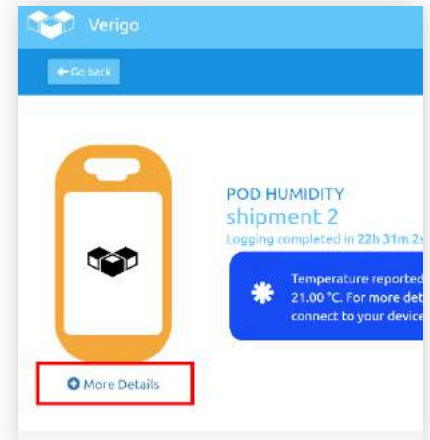 Verigo
Go back
POD HUMIDITY
shipment 2
Logging completed in 22h 31m 2s
Temperature reported
21.00 °C. For more det
connect to your device
More Details